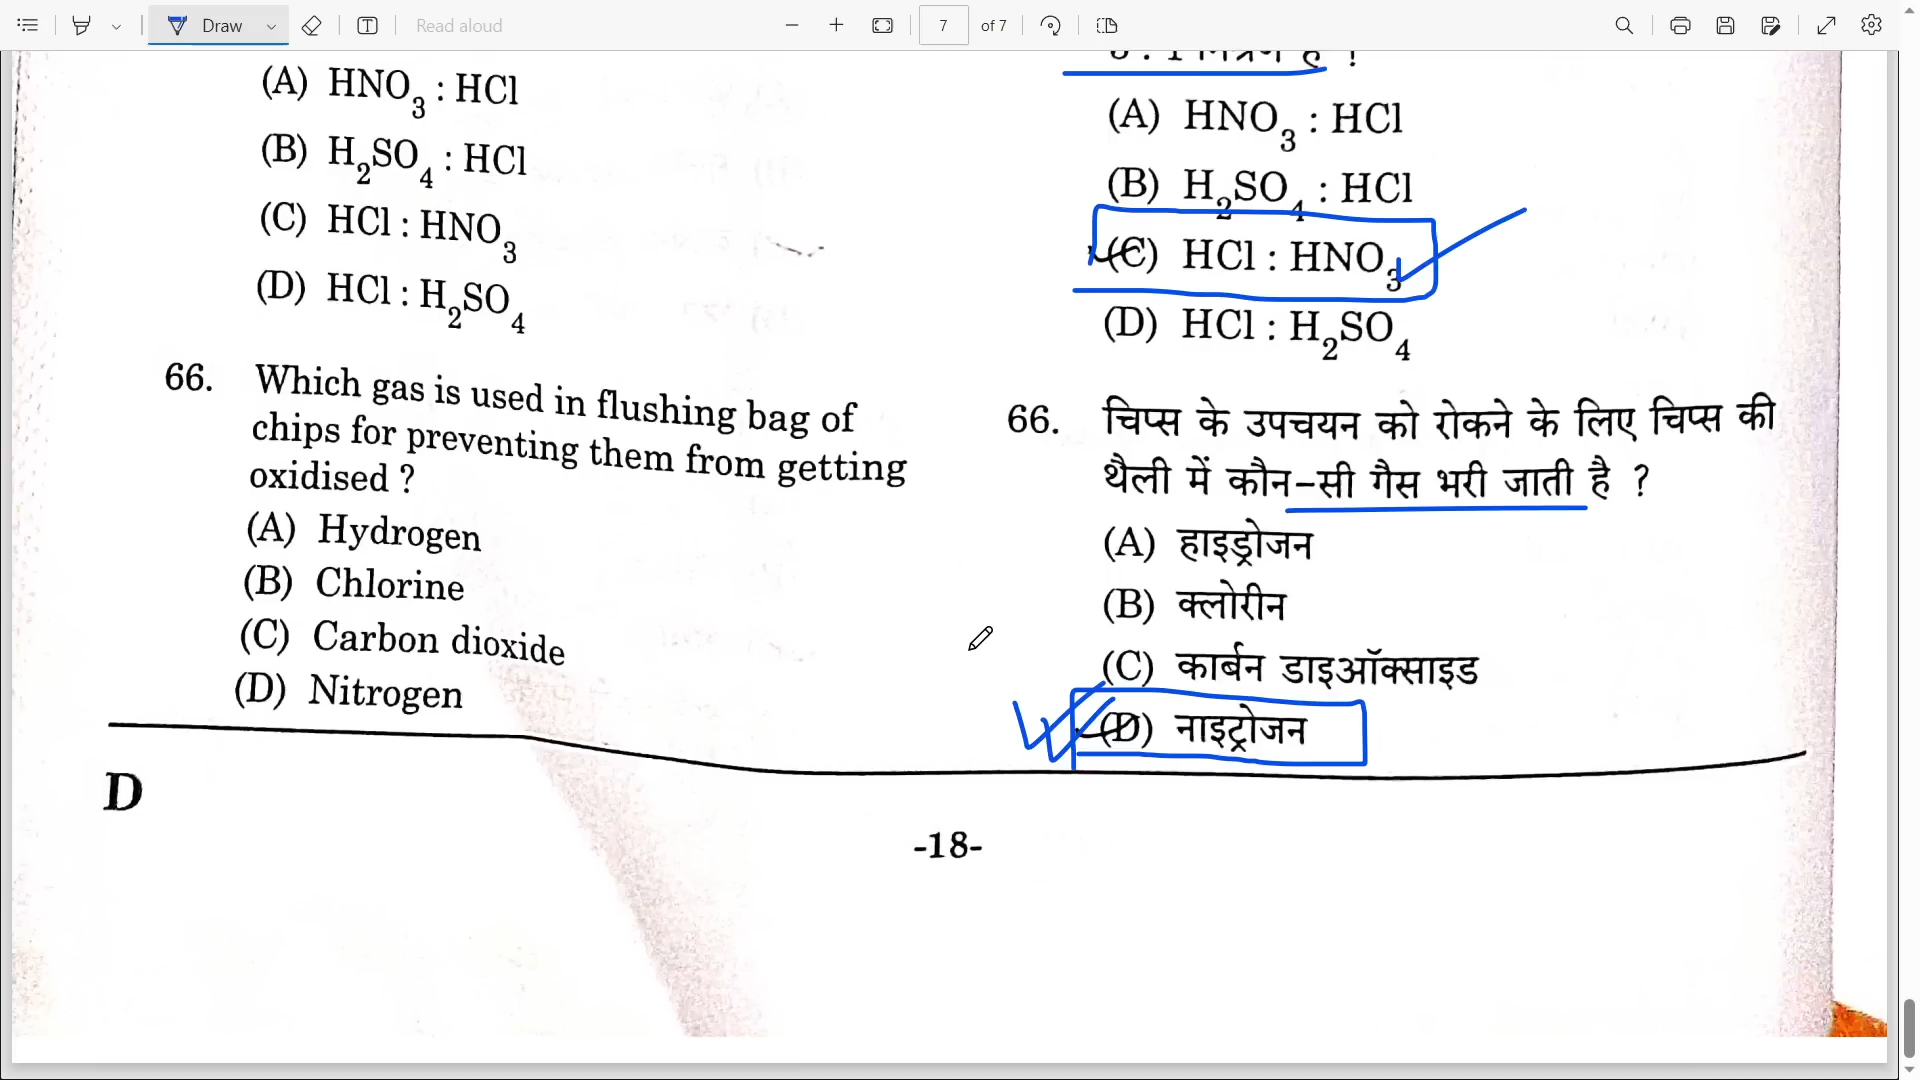 Draw
Read aloud
7
of 7
(A) HNO₃ : HCl
(B) H₂SO₄ : HCl
(C) HCl : HNO₃
(D) HCl : H₂SO₄
66. Which gas is used in flushing bag of
chips for preventing them from getting
oxidised ?
(A) Hydrogen
(B) Chlorine
(C) Carbon dioxide
(D) Nitrogen
D
(A) HNO₃ : HCl
(B) H₂SO₄ : HCl
(C) HCl : HNO₃
(D) HCl : H₂SO₄
66. चिप्स के उपचयन को रोकने के लिए चिप्स की
थैली में कौन-सी गैस भरी जाती है ?
(A) हाइड्रोजन
(B) क्लोरीन
(C) कार्बन डाइऑक्साइड
(D) नाइट्रोजन
-18-